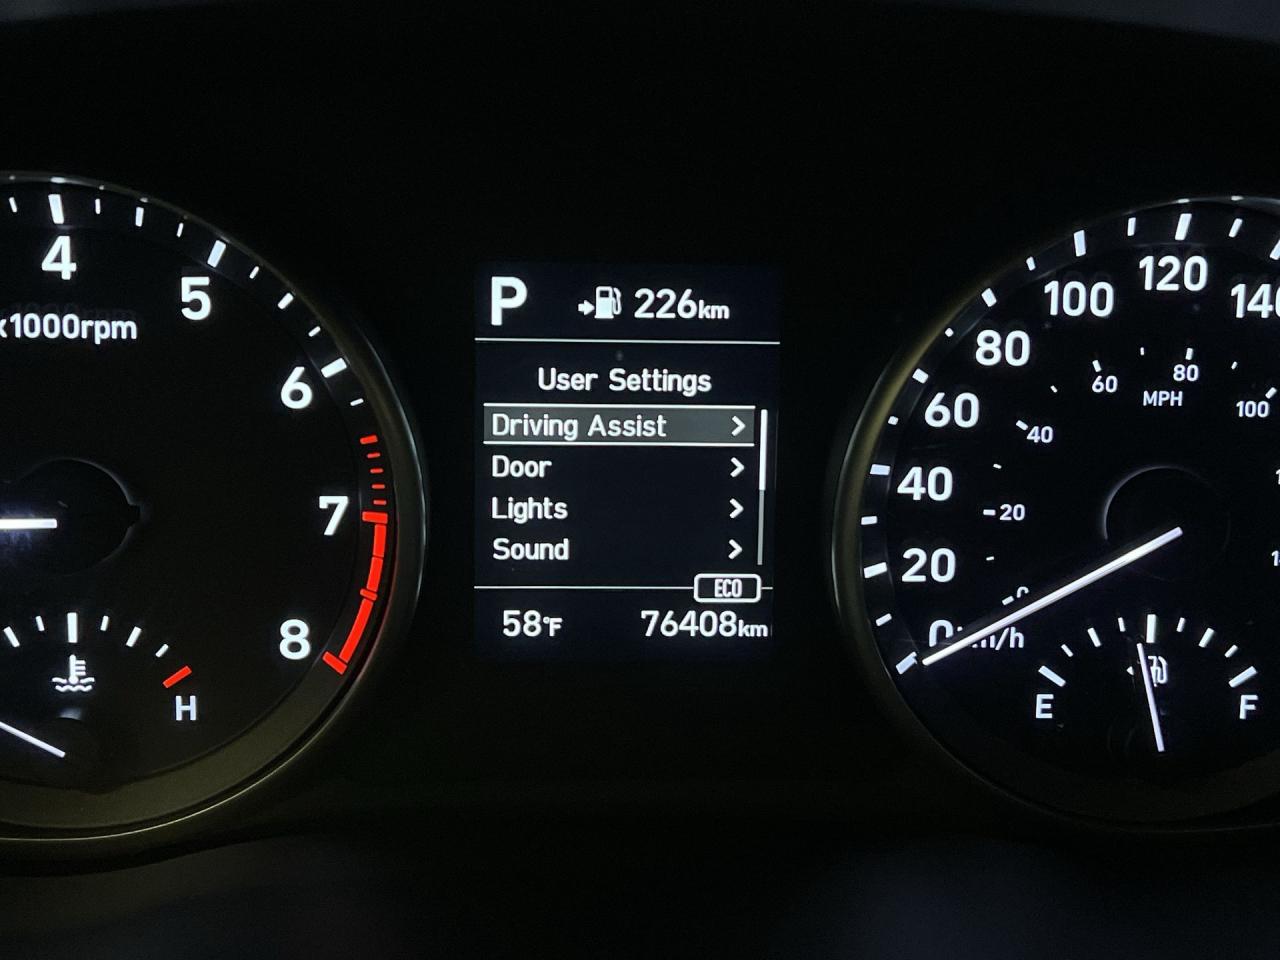 4
5
x1000rpm
6
7
8
H
P 226km
User Settings
Driving Assist >
Door >
Lights >
Sound >
ECO
58°F 76408km
120
100
80
60
40
20
80
60
MPH
100
40
20
0
E F